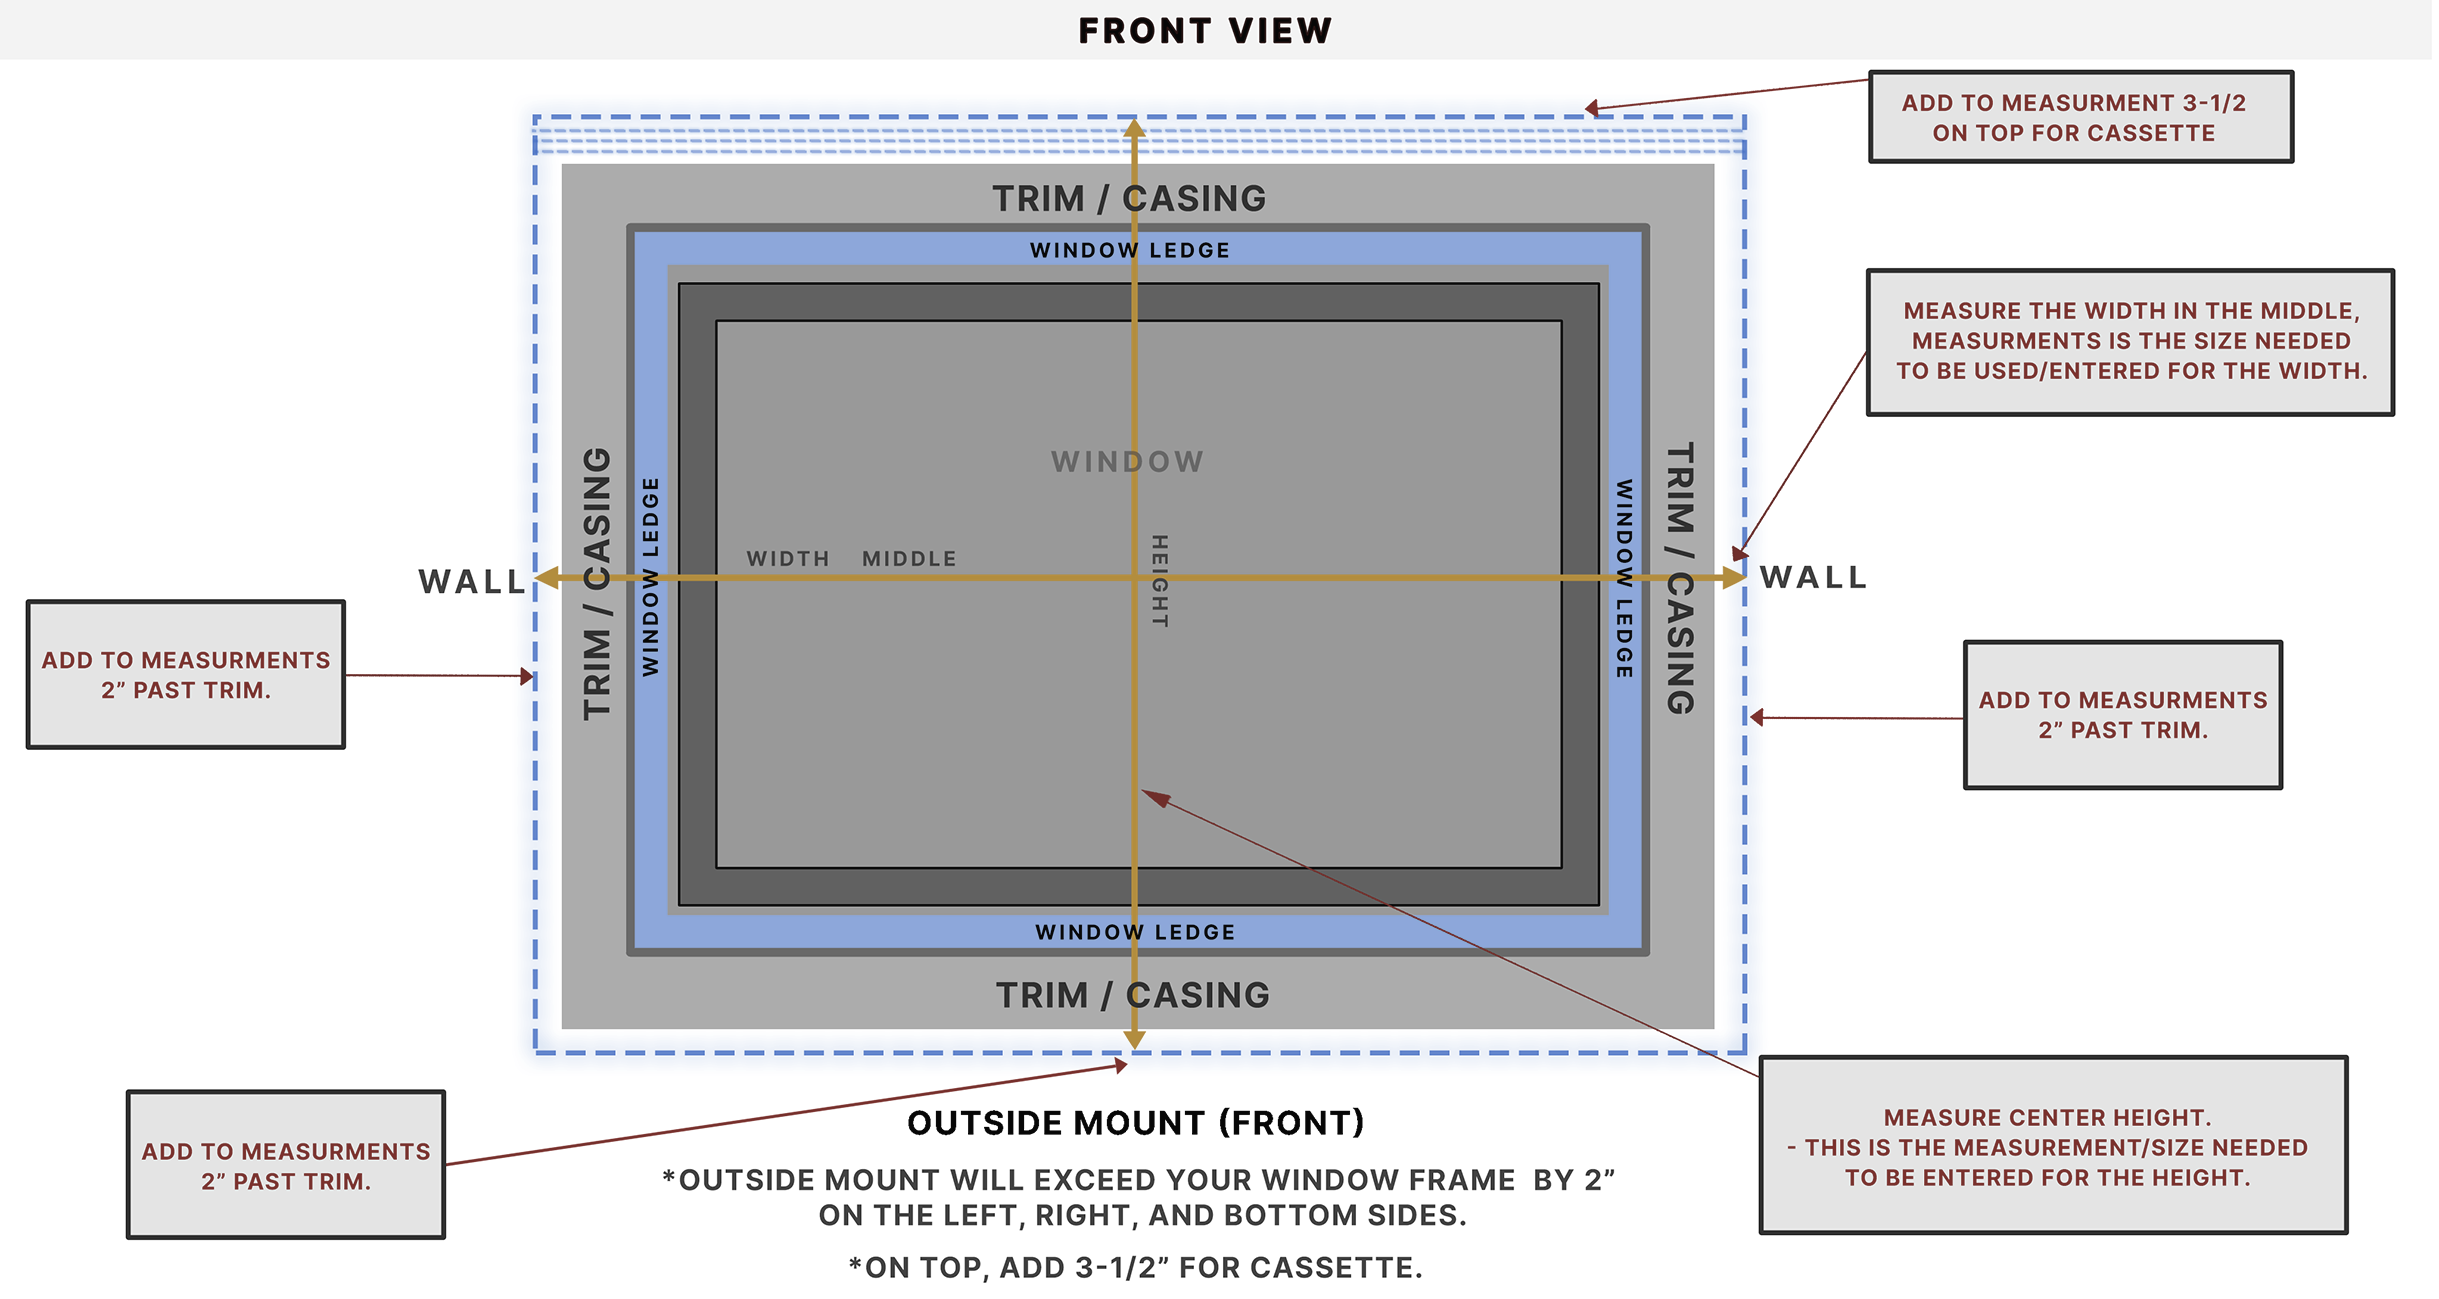 FRONT VIEW
ADD TO MEASURMENT 3-1/2
ON TOP FOR CASSETTE
TRIM / CASING
WINDOW LEDGE
MEASURE THE WIDTH IN THE MIDDLE,
MEASURMENTS IS THE SIZE NEEDED
TO BE USED/ENTERED FOR THE WIDTH.
WINDOW
WIDTH MIDDLE
HEIGHT
TRIM / CASING
WINDOW LEDGE
WINDOW LEDGE
TRIM / CASING
WALL
WALL
ADD TO MEASURMENTS
2” PAST TRIM.
ADD TO MEASURMENTS
2” PAST TRIM.
WINDOW LEDGE
TRIM / CASING
ADD TO MEASURMENTS
2” PAST TRIM.
OUTSIDE MOUNT (FRONT)
*OUTSIDE MOUNT WILL EXCEED YOUR WINDOW FRAME BY 2”
ON THE LEFT, RIGHT, AND BOTTOM SIDES.
*ON TOP, ADD 3-1/2” FOR CASSETTE.
MEASURE CENTER HEIGHT.
- THIS IS THE MEASUREMENT/SIZE NEEDED
TO BE ENTERED FOR THE HEIGHT.